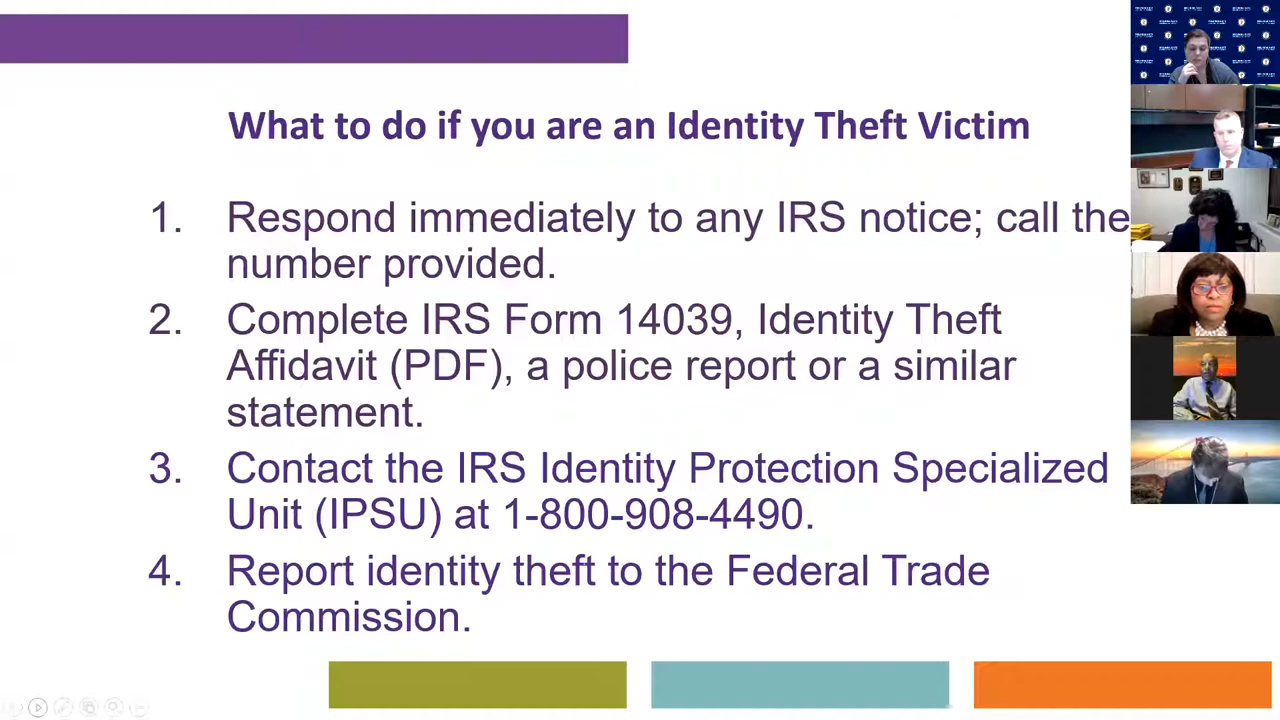 What to do if you are an Identity Theft Victim
1. Respond immediately to any IRS notice; call the
number provided.
2. Complete IRS Form 14039, Identity Theft
Affidavit (PDF), a police report or a similar
statement.
3. Contact the IRS Identity Protection Specialized
Unit (IPSU) at 1-800-908-4490.
4. Report identity theft to the Federal Trade
Commission.